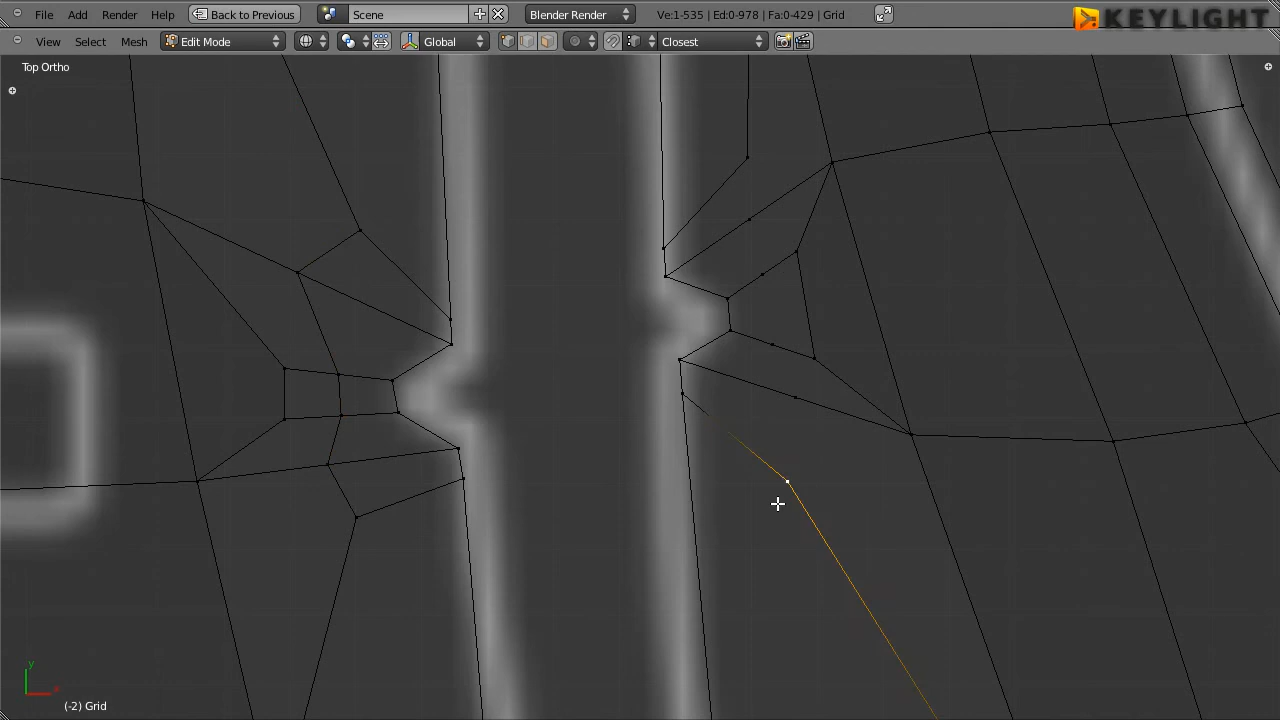 File Add Render Help Back to Previous Scene Blender Render Ve:1-535 | Ed:0-978 | Fa:0-429 | Grid KEYLIGHT
View Select Mesh Edit Mode Global Closest
Top Ortho
y
x
(-2) Grid